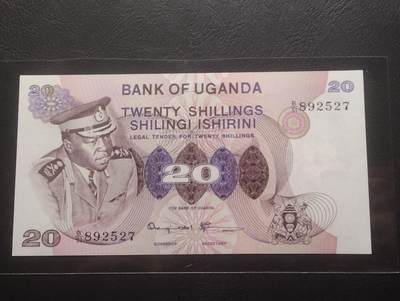 20 BANK OF UGANDA 20
TWENTY SHILLINGS 892527
SHILINGI ISHIRINI
LEGAL TENDER FOR TWENTY SHILLINGS
20
FOR BANK OF UGANDA
20 892527
GOVERNOR SECRETARY